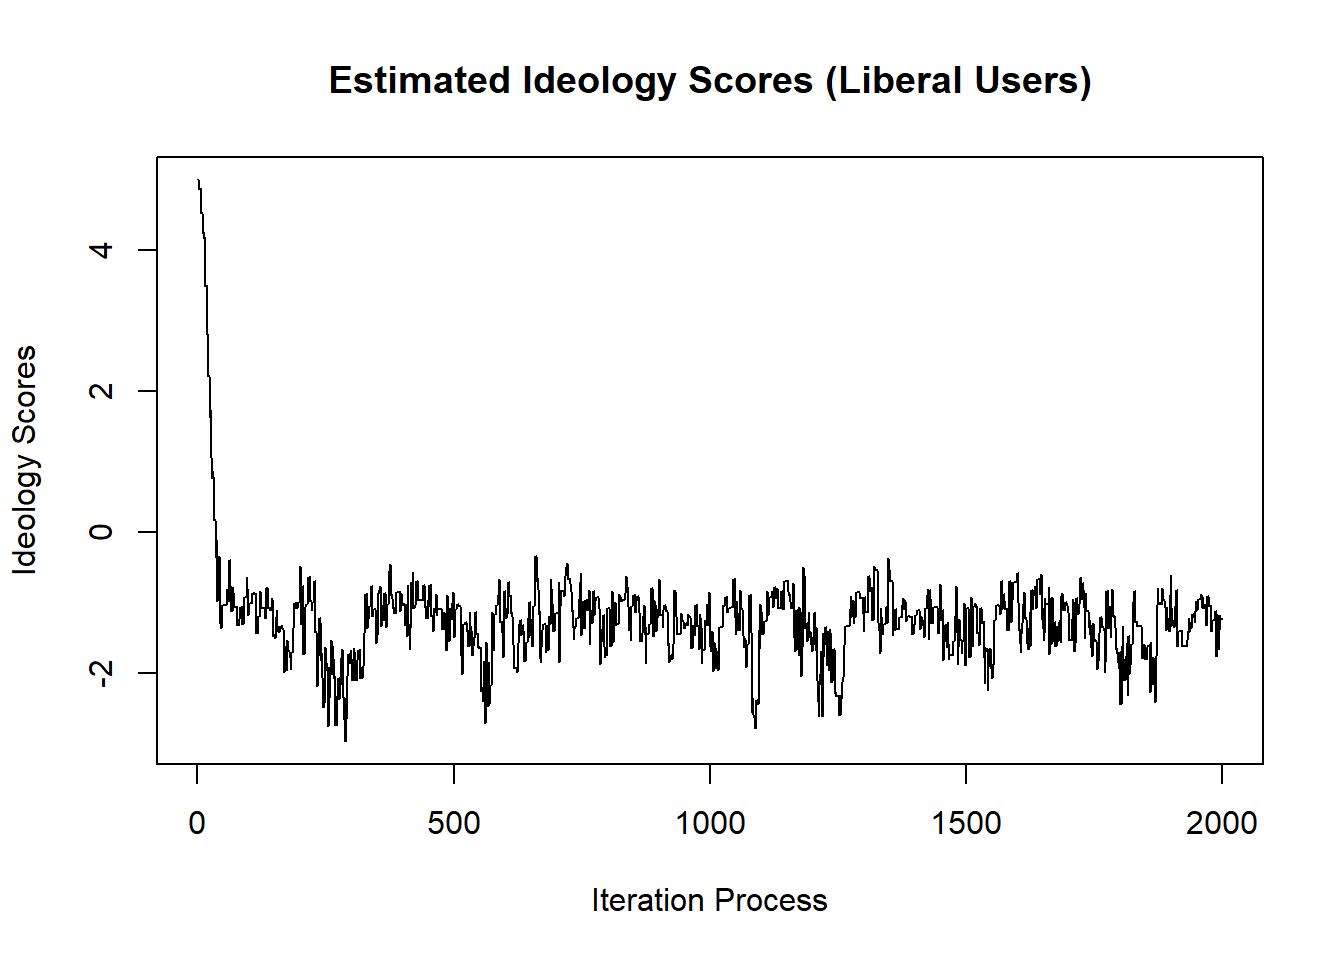 Estimated Ideology Scores (Liberal Users)
Ideology Scores
4
2
0
-2
0 500 1000 1500 2000
Iteration Process